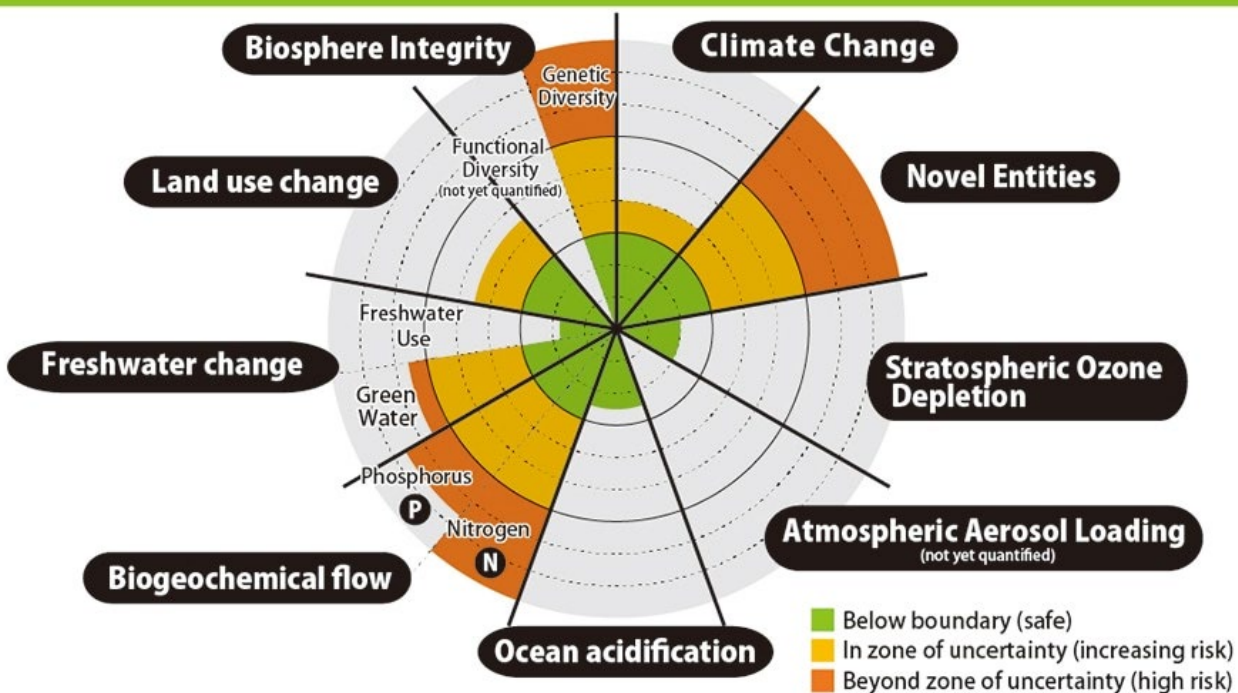 Biosphere Integrity
Climate Change
Genetic
Diversity
Functional
Diversity
(not yet quantified)
Land use change
Novel Entities
Freshwater
Use
Freshwater change
Stratospheric Ozone
Depletion
Green
Water
Phosphorus
P
Nitrogen
N
Atmospheric Aerosol Loading
(not yet quantified)
Biogeochemical flow
Ocean acidification
Below boundary (safe)
In zone of uncertainty (increasing risk)
Beyond zone of uncertainty (high risk)